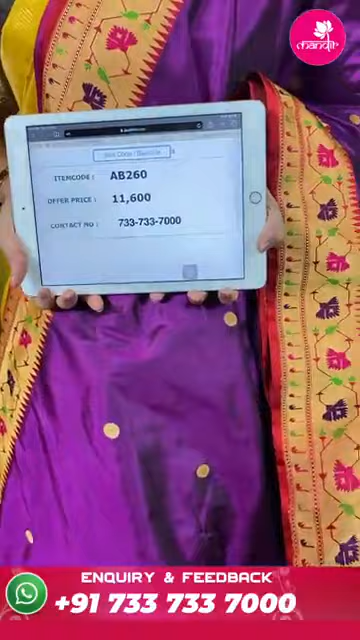 mandir
ITEMCODE : AB260
OFFER PRICE : 11,600
CONTACT NO : 733-733-7000
ENQUIRY & FEEDBACK
+91 733 733 7000